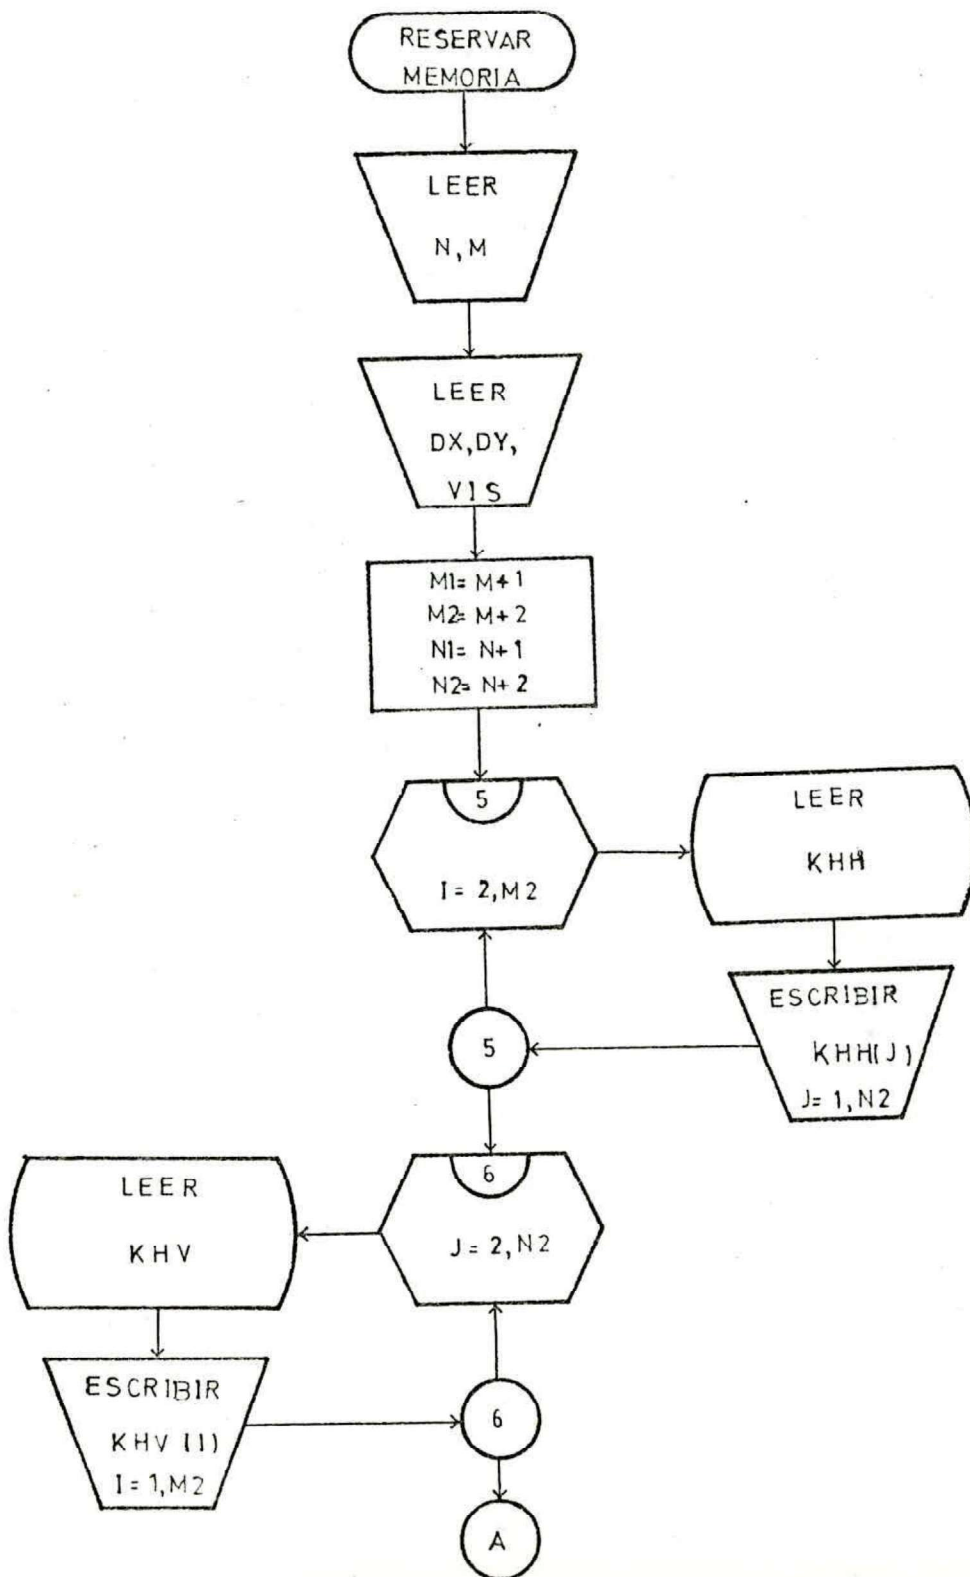 RESERVAR
MEMORIA
LEER
N,M
LEER
DX,DY,
VIS
M1= M+1
M2= M+2
N1= N+1
N2= N+2
5
I= 2,M2
LEER
KHH
ESCRIBIR
KHH(J)
J= 1,N2
5
6
J= 2,N2
LEER
KHV
ESCRIBIR
KHV(I)
I= 1,M2
6
A